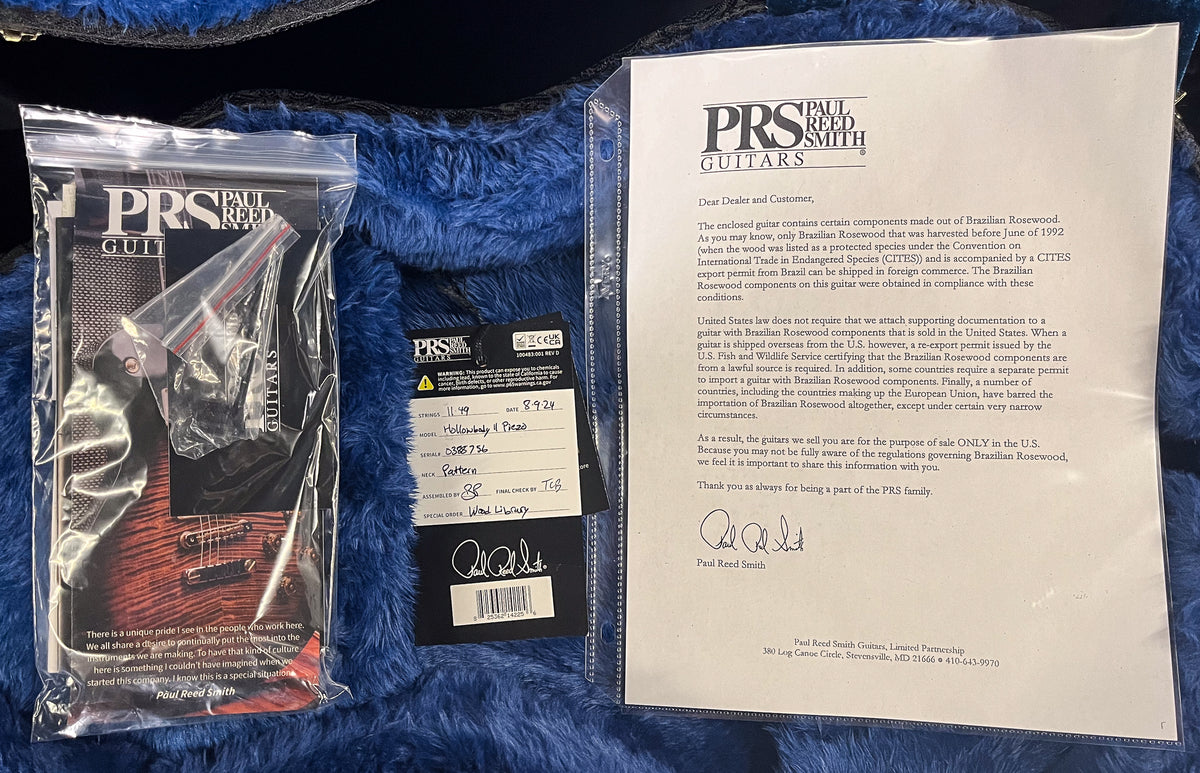 PRS PAUL
REED
SMITH
GUIT
GUITARS
There is a unique pride I see in the people who work here.
We all share a desire to continually put the most into the
instruments we are making. To have that kind of culture
here is something I couldn't have imagined when we
started this company. I know this is a special situation.
Paul Reed Smith
PRS PAUL
REED
SMITH
GUITARS
CE UK
CA
100483:001 REV D
WARNING: This product can expose you to chemicals
including lead, known to the state of California to cause
cancer, birth defects, or other reproductive harm. For
more information, go to www.p65warnings.ca.gov
STRINGS 11-49 DATE 8-9-24
MODEL Hollowbody II Piezo
SERIAL# 0385756
NECK Pattern
ASSEMBLED BY BP FINAL CHECK BY TCB
SPECIAL ORDER Wood Library
Paul Reed Smith
8 25362 14225 6
PRS PAUL
REED
SMITH
GUITARS
Dear Dealer and Customer,
The enclosed guitar contains certain components made out of Brazilian Rosewood.
As you may know, only Brazilian Rosewood that was harvested before June of 1992
(when the wood was listed as a protected species under the Convention on
International Trade in Endangered Species (CITES)) and is accompanied by a CITES
export permit from Brazil can be shipped in foreign commerce. The Brazilian
Rosewood components on this guitar were obtained in compliance with these
conditions.
United States law does not require that we attach supporting documentation to a
guitar with Brazilian Rosewood components that is sold in the United States. When a
guitar is shipped overseas from the U.S. however, a re-export permit issued by the
U.S. Fish and Wildlife Service certifying that the Brazilian Rosewood components are
from a lawful source is required. In addition, some countries require a separate permit
to import a guitar with Brazilian Rosewood components. Finally, a number of
countries, including the countries making up the European Union, have barred the
importation of Brazilian Rosewood altogether, except under certain very narrow
circumstances.
As a result, the guitars we sell you are for the purpose of sale ONLY in the U.S.
Because you may not be fully aware of the regulations governing Brazilian Rosewood,
we feel it is important to share this information with you.
Thank you as always for being a part of the PRS family.
Paul Reed Smith
Paul Reed Smith
Paul Reed Smith Guitars, Limited Partnership
380 Log Canoe Circle, Stevensville, MD 21666 • 410-643-9970